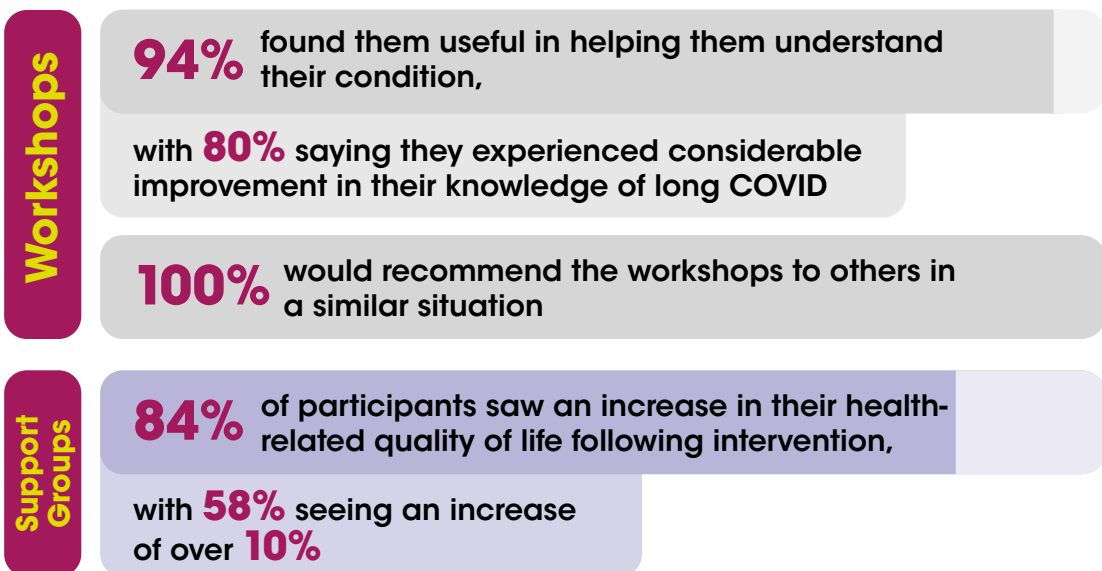 Workshops
94% found them useful in helping them understand
their condition,
with 80% saying they experienced considerable
improvement in their knowledge of long COVID
100% would recommend the workshops to others in
a similar situation
Support
Groups
84% of participants saw an increase in their health-
related quality of life following intervention,
with 58% seeing an increase
of over 10%